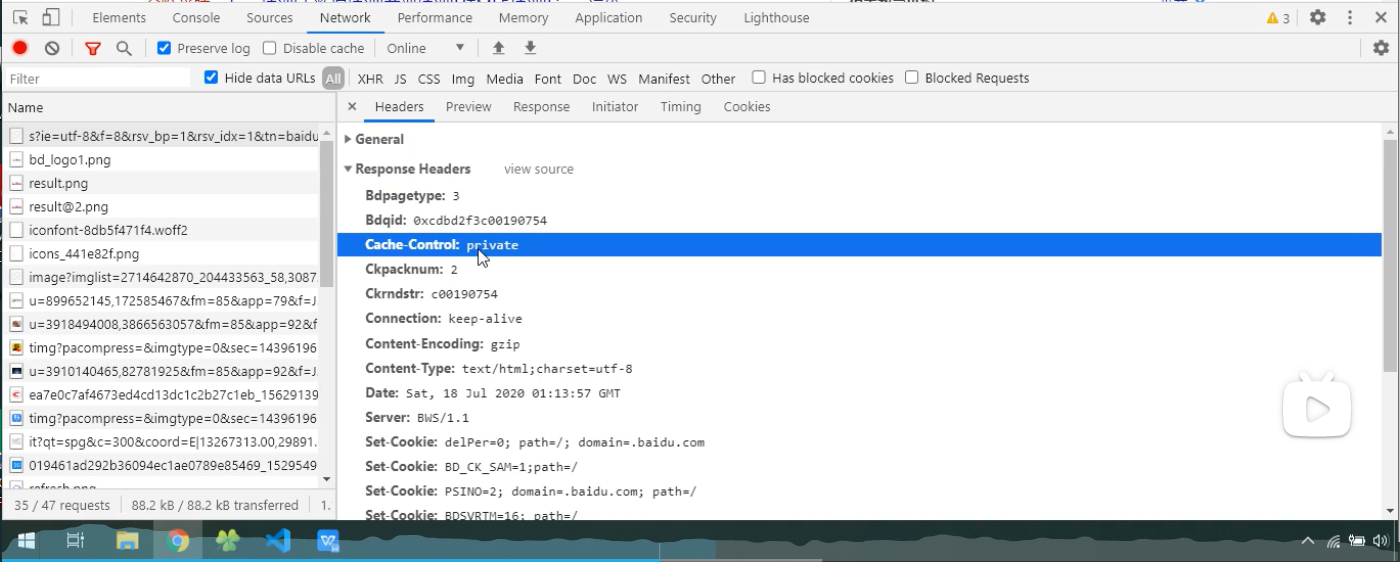 Elements Console Sources Network Performance Memory Application Security Lighthouse 3
Preserve log Disable cache Online
Filter Hide data URLs All XHR JS CSS Img Media Font Doc WS Manifest Other Has blocked cookies Blocked Requests
Name
s?ie=utf-8&f=8&rsv_bp=1&rsv_idx=1&tn=baidu
bd_logo1.png
result.png
result@2.png
iconfont-8db5f471f4.woff2
icons_441e82f.png
image?imglist=2714642870_204433563_58,3087
u=899652145,172585467&fm=85&app=79&f=J
u=3918494008,3866563057&fm=85&app=92&f
timg?pacompress=&imgtype=0&sec=14396196
u=3910140465,82781925&fm=85&app=92&f=J
ea7e0c7af4673ed4cd13dc1c2b27c1eb_15629139
timg?pacompress=&imgtype=0&sec=14396196
it?qt=spg&c=300&coord=E|13267313.00,29891.
019461ad292b36094ec1ae0789e85469_1529549
refresh.png
35 / 47 requests 88.2 kB / 88.2 kB transferred 1.
Headers Preview Response Initiator Timing Cookies
General
Response Headers view source
Bdpagetype: 3
Bdqid: 0xcdbd2f3c00190754
Cache-Control: private
Ckpacknum: 2
Ckrndstr: c00190754
Connection: keep-alive
Content-Encoding: gzip
Content-Type: text/html;charset=utf-8
Date: Sat, 18 Jul 2020 01:13:57 GMT
Server: BWS/1.1
Set-Cookie: delPer=0; path=/; domain=.baidu.com
Set-Cookie: BD_CK_SAM=1;path=/
Set-Cookie: PSINO=2; domain=.baidu.com; path=/
Set-Cookie: BDSVRTM=16; path=/